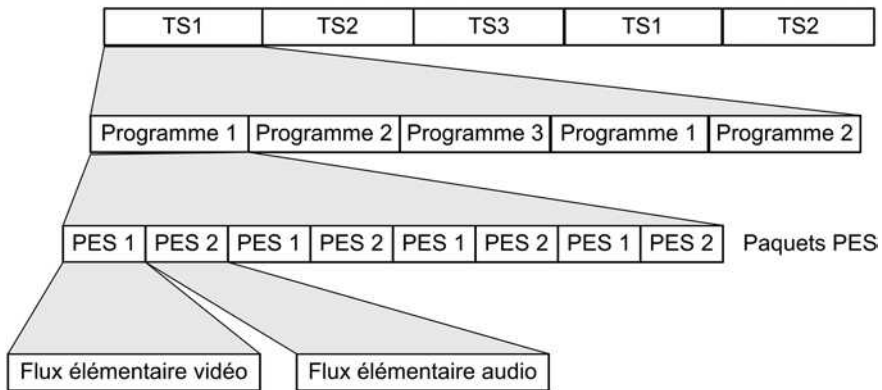 TS1 TS2 TS3 TS1 TS2
Programme 1 Programme 2 Programme 3 Programme 1 Programme 2
PES 1 PES 2 PES 1 PES 2 PES 1 PES 2 PES 1 PES 2 Paquets PES
Flux élémentaire vidéo Flux élémentaire audio